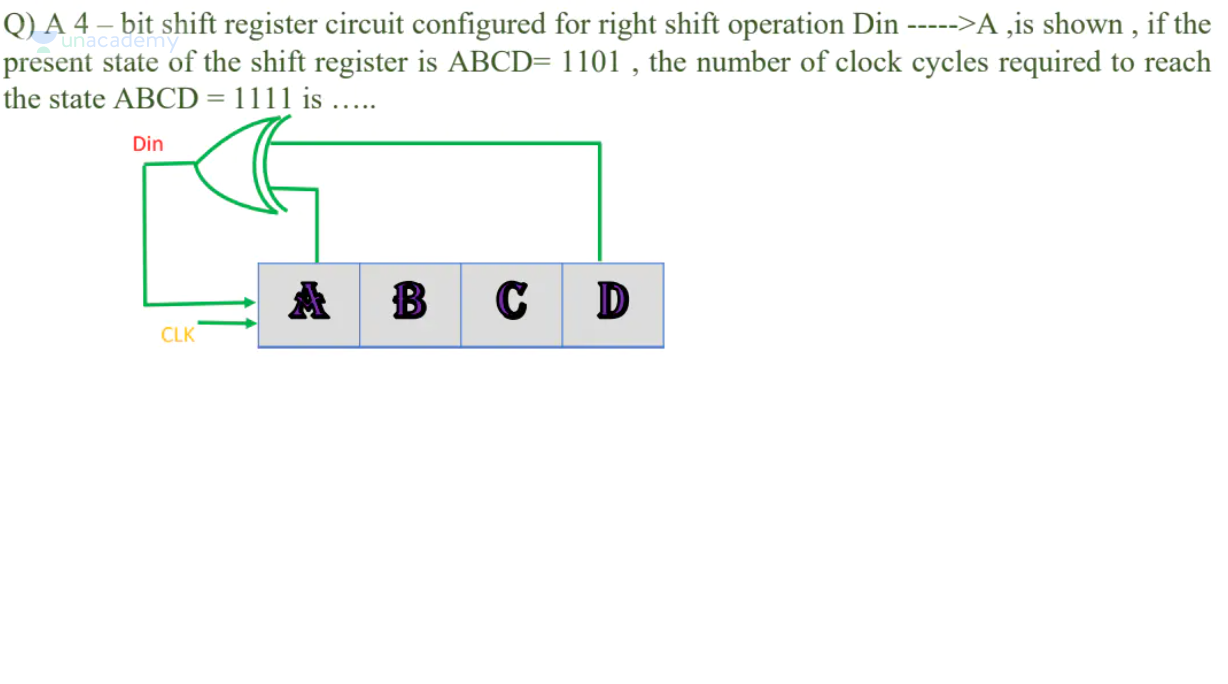 Q) A 4 – bit shift register circuit configured for right shift operation Din ----->A ,is shown , if the
unacademy
present state of the shift register is ABCD= 1101 , the number of clock cycles required to reach
the state ABCD = 1111 is …..
Din
A B C D
CLK